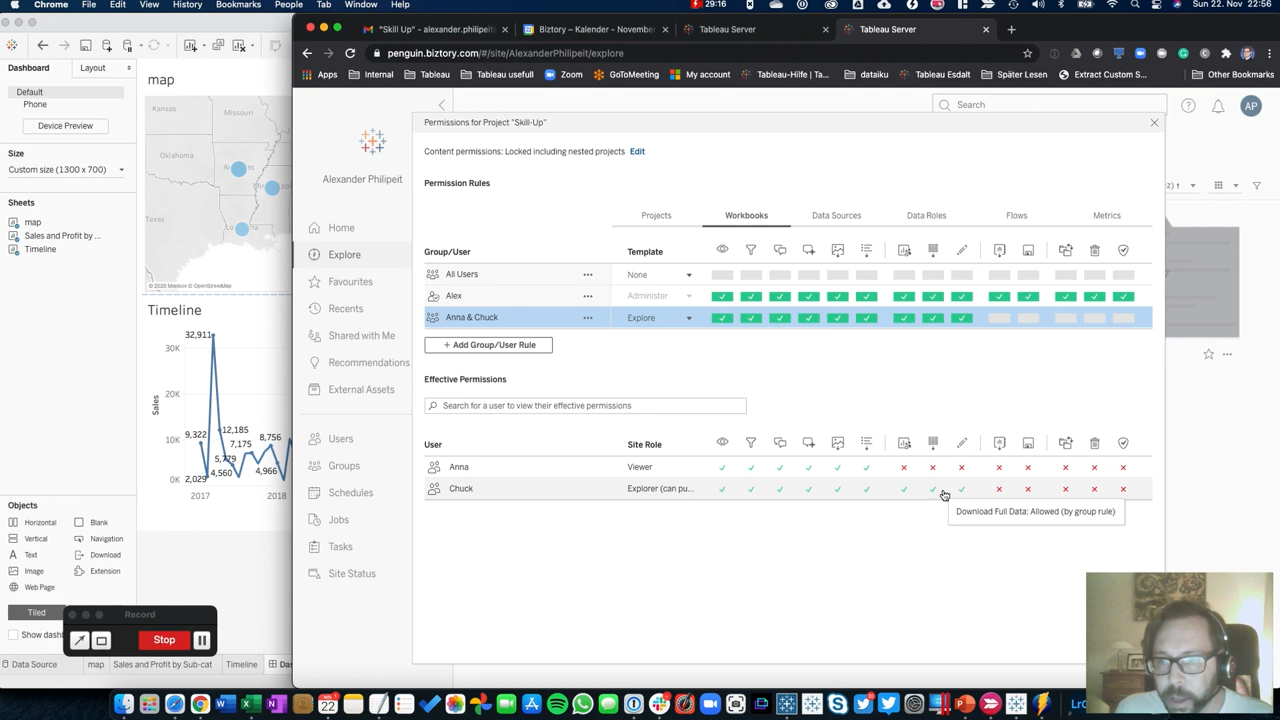 Chrome File Edit View History Bookmarks People Tab Window Help 29:16 Sun 22. Nov 22:56
"Skill Up" – alexander.philipeit... Biztory – Kalender – November Tableau Server Tableau Server
penguin.biztory.com/#/site/AlexanderPhilipeit/explore
Apps Internal Tableau Tableau usefull Zoom GoToMeeting My account Tableau-Hilfe | Ta... dataiku Tableau Esdalt Später Lesen Extract Custom S... Other Bookmarks
Dashboard Layout
Default
Phone
Device Preview
Size
Custom size (1300 x 700)
Sheets
map
Sales and Profit by ...
Timeline
Objects
Horizontal Blank
Vertical Navigation
Text Download
Image Extension
Web Page
Tiled
Show dashb
Record
Stop
Data Source map Sales and Profit by Sub-cat Timeline Das
map
Missouri
Kansas
Oklahoma
Texas
© 2020 Mapbox © OpenStreetMap
Timeline
32,911
30K
20K
10K
0K
Sales
9,322
12,185
7,175
8,756
5,779
4,560
4,966
2,029
2017 2018
Alexander Philipeit
Home
Explore
Favourites
Recents
Shared with Me
Recommendations
External Assets
Users
Groups
Schedules
Jobs
Tasks
Site Status
Search
AP
Permissions for Project "Skill-Up"
Content permissions: Locked including nested projects Edit
Permission Rules
Projects Workbooks Data Sources Data Roles Flows Metrics
Group/User Template
All Users None
Alex Administer
Anna & Chuck Explore
+ Add Group/User Rule
Effective Permissions
Search for a user to view their effective permissions
User Site Role
Anna Viewer
Chuck Explorer (can pu...
Download Full Data: Allowed (by group rule)